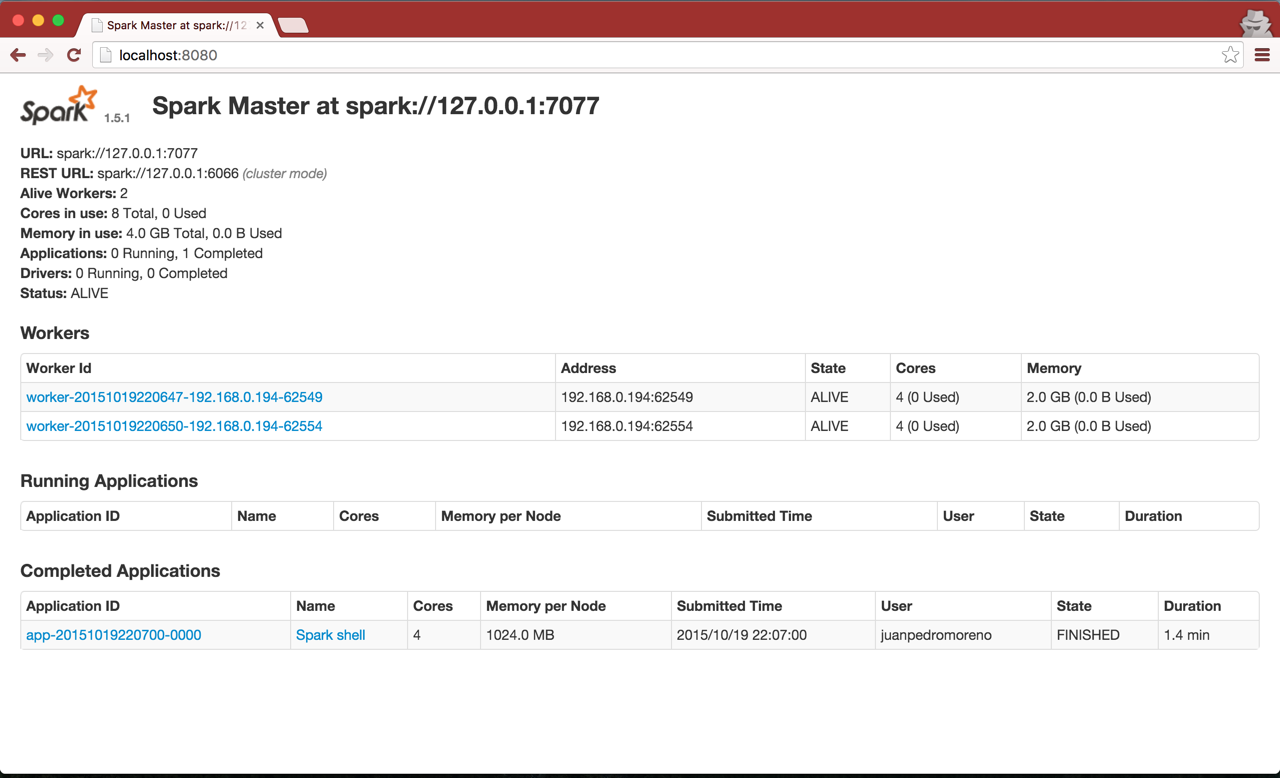 Spark Master at spark://12
localhost:8080
Spark 1.5.1 Spark Master at spark://127.0.0.1:7077
URL: spark://127.0.0.1:7077
REST URL: spark://127.0.0.1:6066 (cluster mode)
Alive Workers: 2
Cores in use: 8 Total, 0 Used
Memory in use: 4.0 GB Total, 0.0 B Used
Applications: 0 Running, 1 Completed
Drivers: 0 Running, 0 Completed
Status: ALIVE
Workers
Worker Id Address State Cores Memory
worker-20151019220647-192.168.0.194-62549 192.168.0.194:62549 ALIVE 4 (0 Used) 2.0 GB (0.0 B Used)
worker-20151019220650-192.168.0.194-62554 192.168.0.194:62554 ALIVE 4 (0 Used) 2.0 GB (0.0 B Used)
Running Applications
Application ID Name Cores Memory per Node Submitted Time User State Duration
Completed Applications
Application ID Name Cores Memory per Node Submitted Time User State Duration
app-20151019220700-0000 Spark shell 4 1024.0 MB 2015/10/19 22:07:00 juanpedromoreno FINISHED 1.4 min